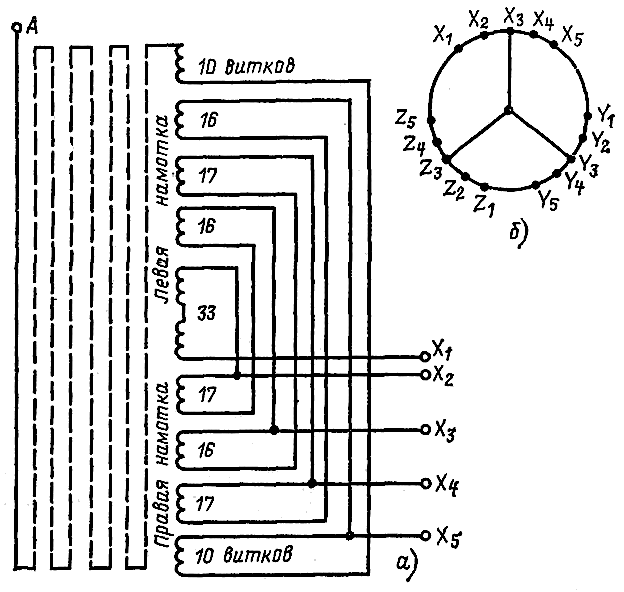 A
10 витков
16
17
16
33
17
16
17
10 витков
Левая намотка
Правая намотка
X₁
X₂
X₃
X₄
X₅
а)
X₁ X₂ X₃ X₄ X₅
Z₅
Z₄
Z₃
Z₂
Z₁
Y₁
Y₂
Y₃
Y₄
Y₅
б)